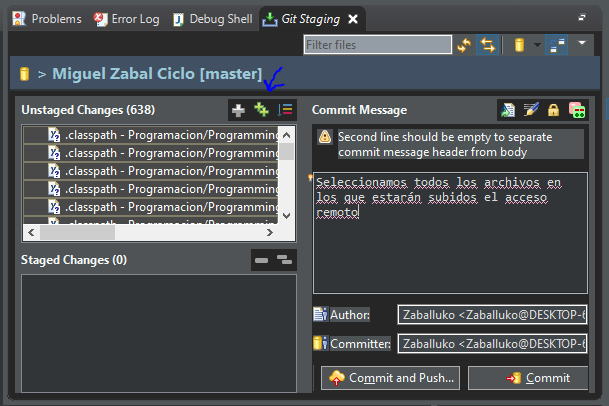 Problems Error Log Debug Shell Git Staging
Filter files
> Miguel Zabal Ciclo [master]
Unstaged Changes (638)
.classpath - Programacion/Programming
.classpath - Programacion/Programming
.classpath - Programacion/Programming
.classpath - Programacion/Programming
.classpath - Programacion/Programming
Staged Changes (0)
Commit Message
Second line should be empty to separate
commit message header from body
Seleccionamos todos los archivos en
los que estarán subidos el acceso
remoto
Author: Zaballuko <Zaballuko@DESKTOP-6
Committer: Zaballuko <Zaballuko@DESKTOP-6
Commit and Push... Commit